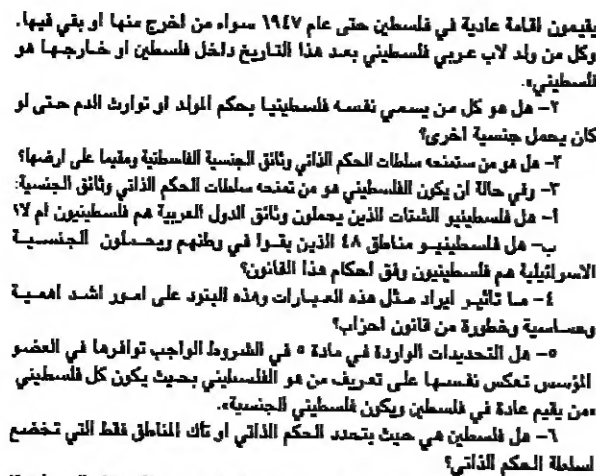 يقيمون اقامة عادية في فلسطين حتى عام ١٩٤٧ سواء من اخرج منها او بقي فيها.
وكل من ولد لاب عربي فلسطيني بعد هذا التاريخ داخل فلسطين او خارجها هو
فلسطيني».
٢- هل هو كل من يسمي نفسه فلسطينيا بحكم المولد او توارث الدم حتى لو
كان يحمل جنسية اخرى؟
٣- هل هو من ستمنحه سلطات الحكم الذاتي وثائق الجنسية الفلسطنية ومقيما على ارضها؟
٣- وفي حالة ان يكون الفلسطيني هو من تمنحه سلطات الحكم الذاتي وثائق الجنسية:
أ- هل فلسطينيو الشتات الذين يحملون وثائق الدول العربية هم فلسطينيون ام لا؟
ب- هل فلسطينيو مناطق ٤٨ الذين بقوا في وطنهم ويحملون الجنسية
الاسرائيلية هم فلسطينيون وفق احكام هذا القانون؟
٤- ما تاثير ايراد مثل هذه العبارات وهذه البنود على امور اشد اهمية
وحساسية وخطورة من قانون احزاب؟
٥- هل التحديدات الواردة في مادة ٥ في الشروط الواجب توافرها في العضو
المؤسس تعكس نفسها على تعريف من هو الفلسطيني بحيث يكون كل فلسطيني
«من يقيم عادة في فلسطين ويكون فلسطيني الجنسية».
٦- هل فلسطين هي حيث يتحدد الحكم الذاتي او تلك المناطق فقط التي تخضع
لسلطة الحكم الذاتي؟